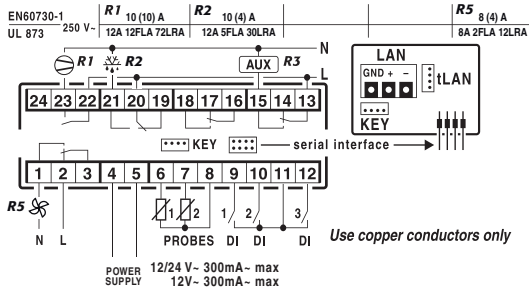 EN60730-1
UL 873
250 V~
R1 10 (10) A
12A 12FLA 72LRA
R2 10 (4) A
12A 5FLA 30LRA
R5 8 (4) A
8A 2FLA 12LRA
N
R1 R2 AUX R3
L
24 23 22 21 20 19 18 17 16 15 14 13
LAN
GND + -
tLAN
KEY
KEY
serial interface
1 2 3 4 5 6 7 8 9 10 11 12
R5
1 2 1 2 3
N L
PROBES DI DI DI
Use copper conductors only
POWER SUPPLY
12/24 V~ 300mA~ max
12V~ 300mA~ max